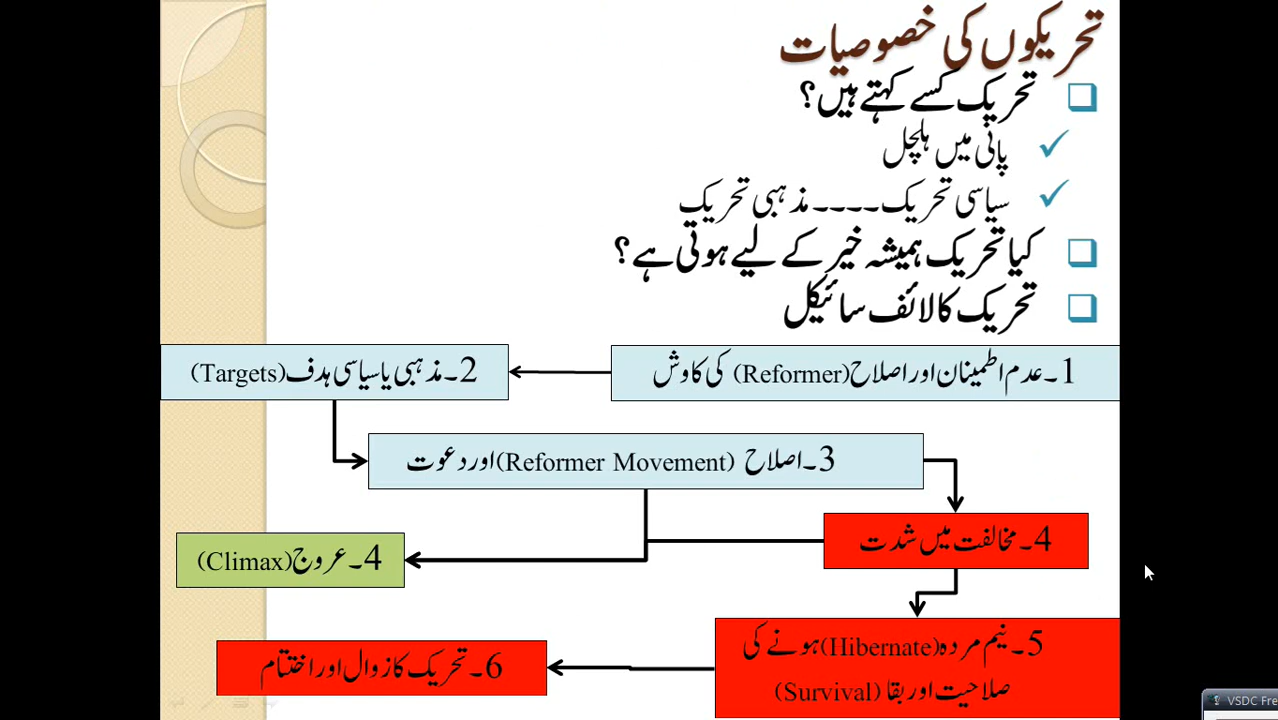 تحریکوں کی خصوصیات
تحریک کسے کہتے ہیں؟
پانی میں ہلچل
سیاسی تحریک۔۔۔۔مذہبی تحریک
کیا تحریک ہمیشہ خیر کے لیے ہوتی ہے؟
تحریک کا لائف سائیکل
1۔عدم اطمینان اور اصلاح(Reformer) کی کاوش
2۔مذہبی یا سیاسی ہدف(Targets)
3۔اصلاح (Reformer Movement)اور دعوت
4۔مخالفت میں شدت
4۔عروج(Climax)
5۔نیم مردہ(Hibernate)ہونے کی
صلاحیت اور بقا (Survival)
6۔تحریک کا زوال اور اختتام
VSDC Fre